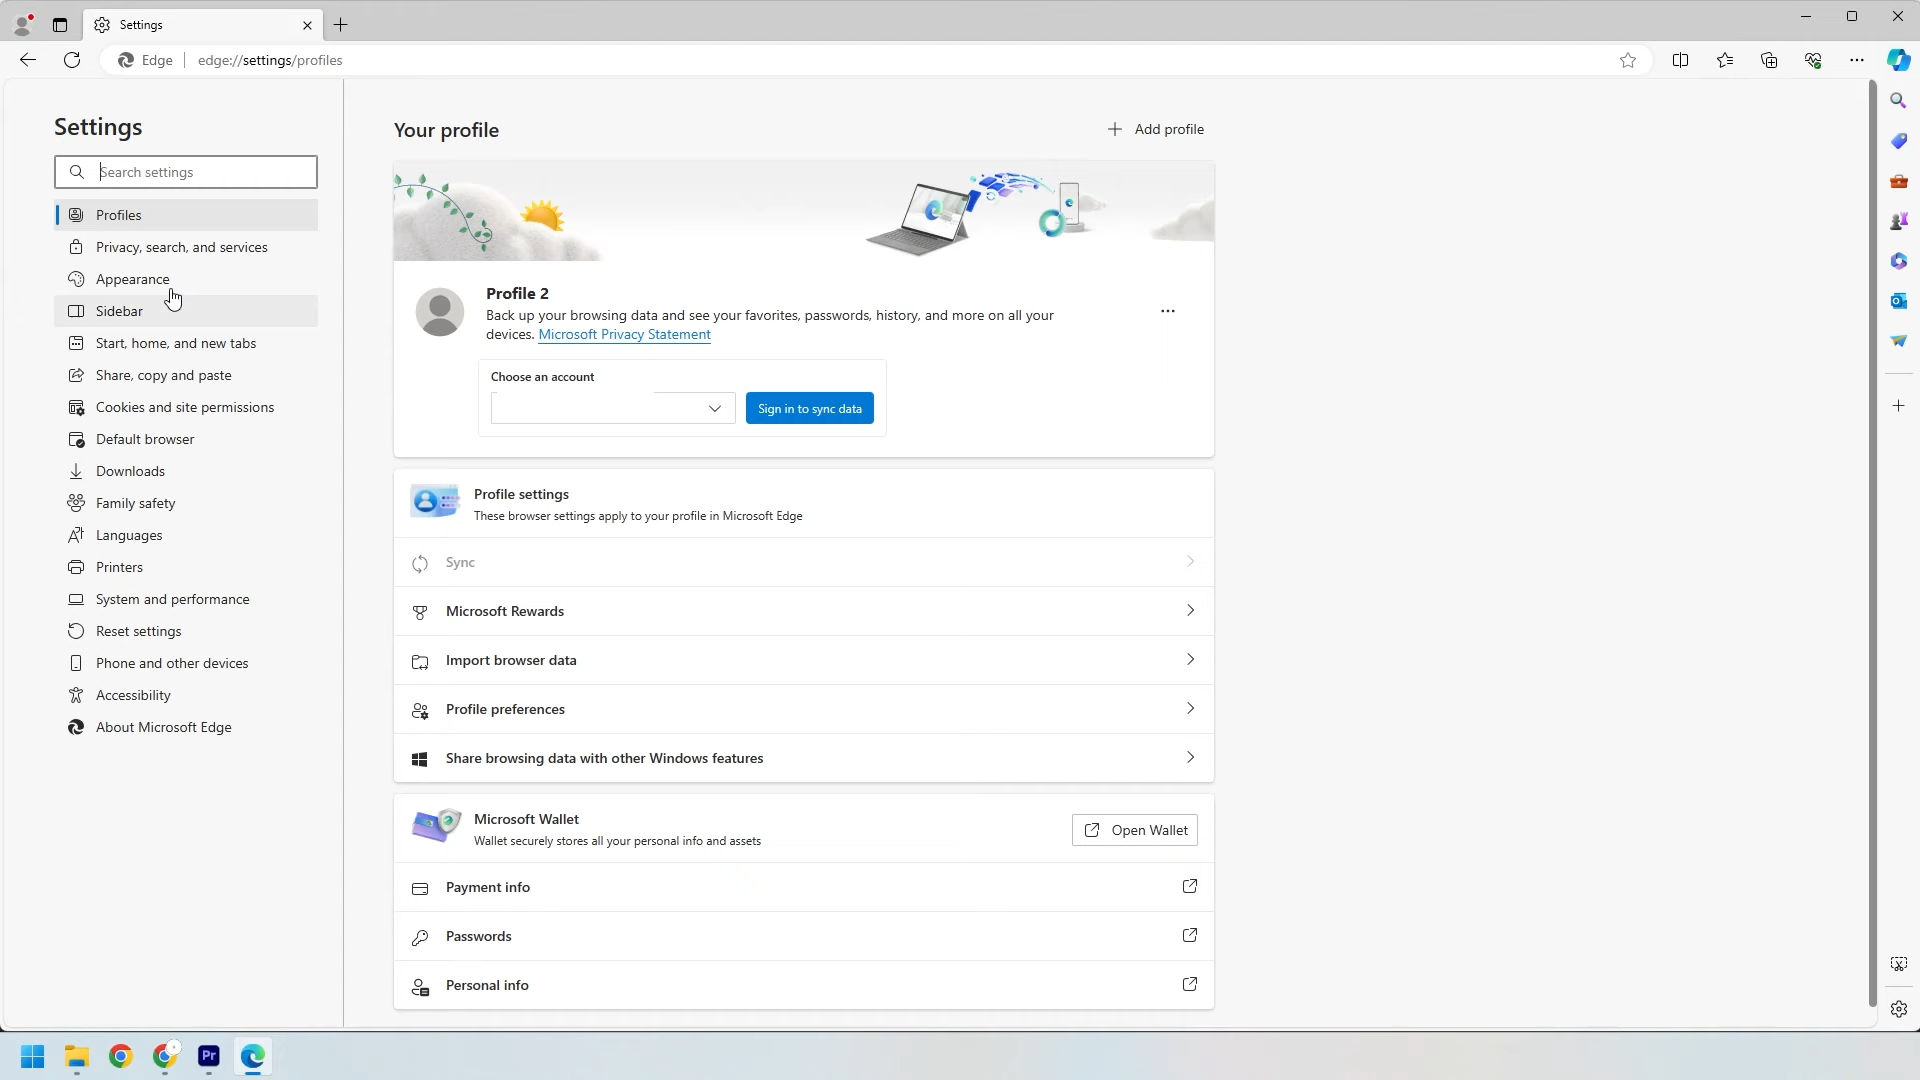 Settings
Edge
edge://settings/profiles
Settings
Search settings
Profiles
Privacy, search, and services
Appearance
Sidebar
Start, home, and new tabs
Share, copy and paste
Cookies and site permissions
Default browser
Downloads
Family safety
Languages
Printers
System and performance
Reset settings
Phone and other devices
Accessibility
About Microsoft Edge
Your profile
Add profile
Profile 2
Back up your browsing data and see your favorites, passwords, history, and more on all your
devices. Microsoft Privacy Statement
Choose an account
Sign in to sync data
Profile settings
These browser settings apply to your profile in Microsoft Edge
Sync
Microsoft Rewards
Import browser data
Profile preferences
Share browsing data with other Windows features
Microsoft Wallet
Wallet securely stores all your personal info and assets
Open Wallet
Payment info
Passwords
Personal info
Pr